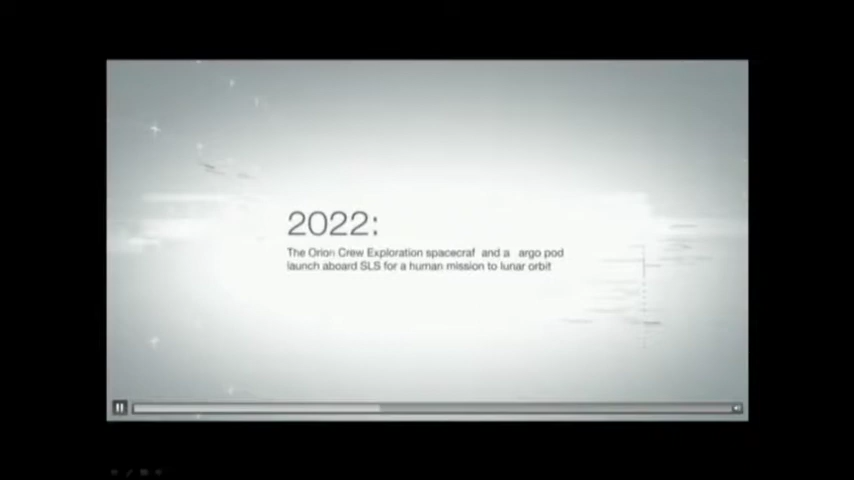 2022:
The Orion Crew Exploration spacecraf and a argo pod
launch aboard SLS for a human mission to lunar orbit